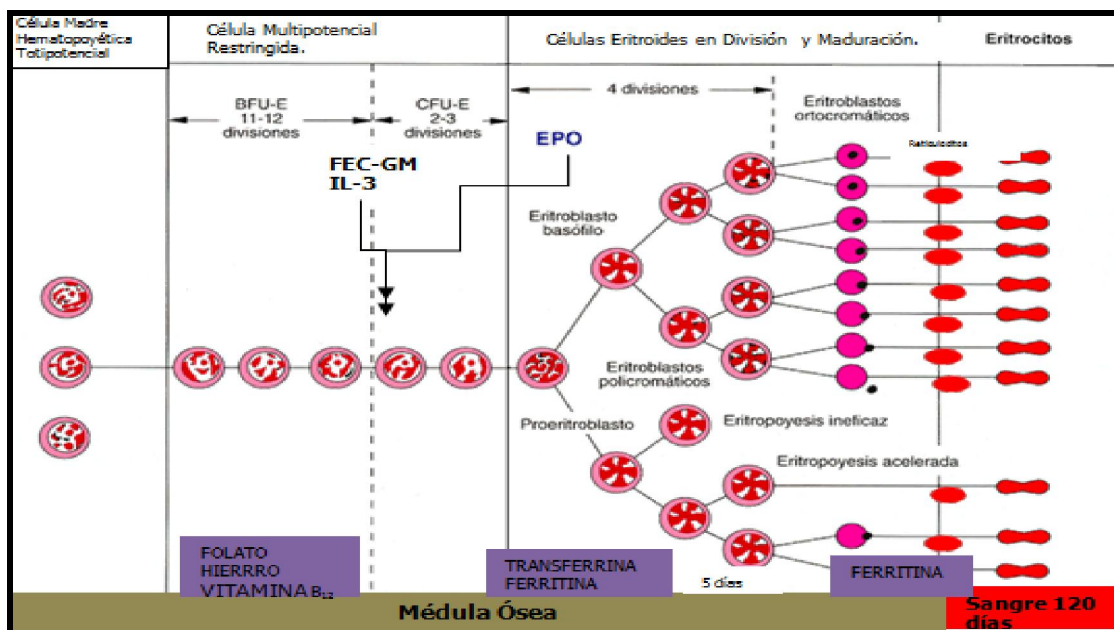 Célula Madre
Hematopoyética
Totipotencial
Célula Multipotencial
Restringida.
Células Eritroides en División y Maduración.
Eritrocitos
BFU-E
11-12
divisiones
CFU-E
2-3
divisiones
4 divisiones
Eritroblastos
ortocromáticos
Reticulocitos
FEC-GM
IL-3
EPO
Eritroblasto
basófilo
Eritroblastos
policromáticos
Proeritroblasto
Eritropoyesis ineficaz
Eritropoyesis acelerada
FOLATO
HIERRRO
VITAMINA B12
TRANSFERRINA
FERRITINA
5 días
FERRITINA
Médula Ósea
Sangre 120
días